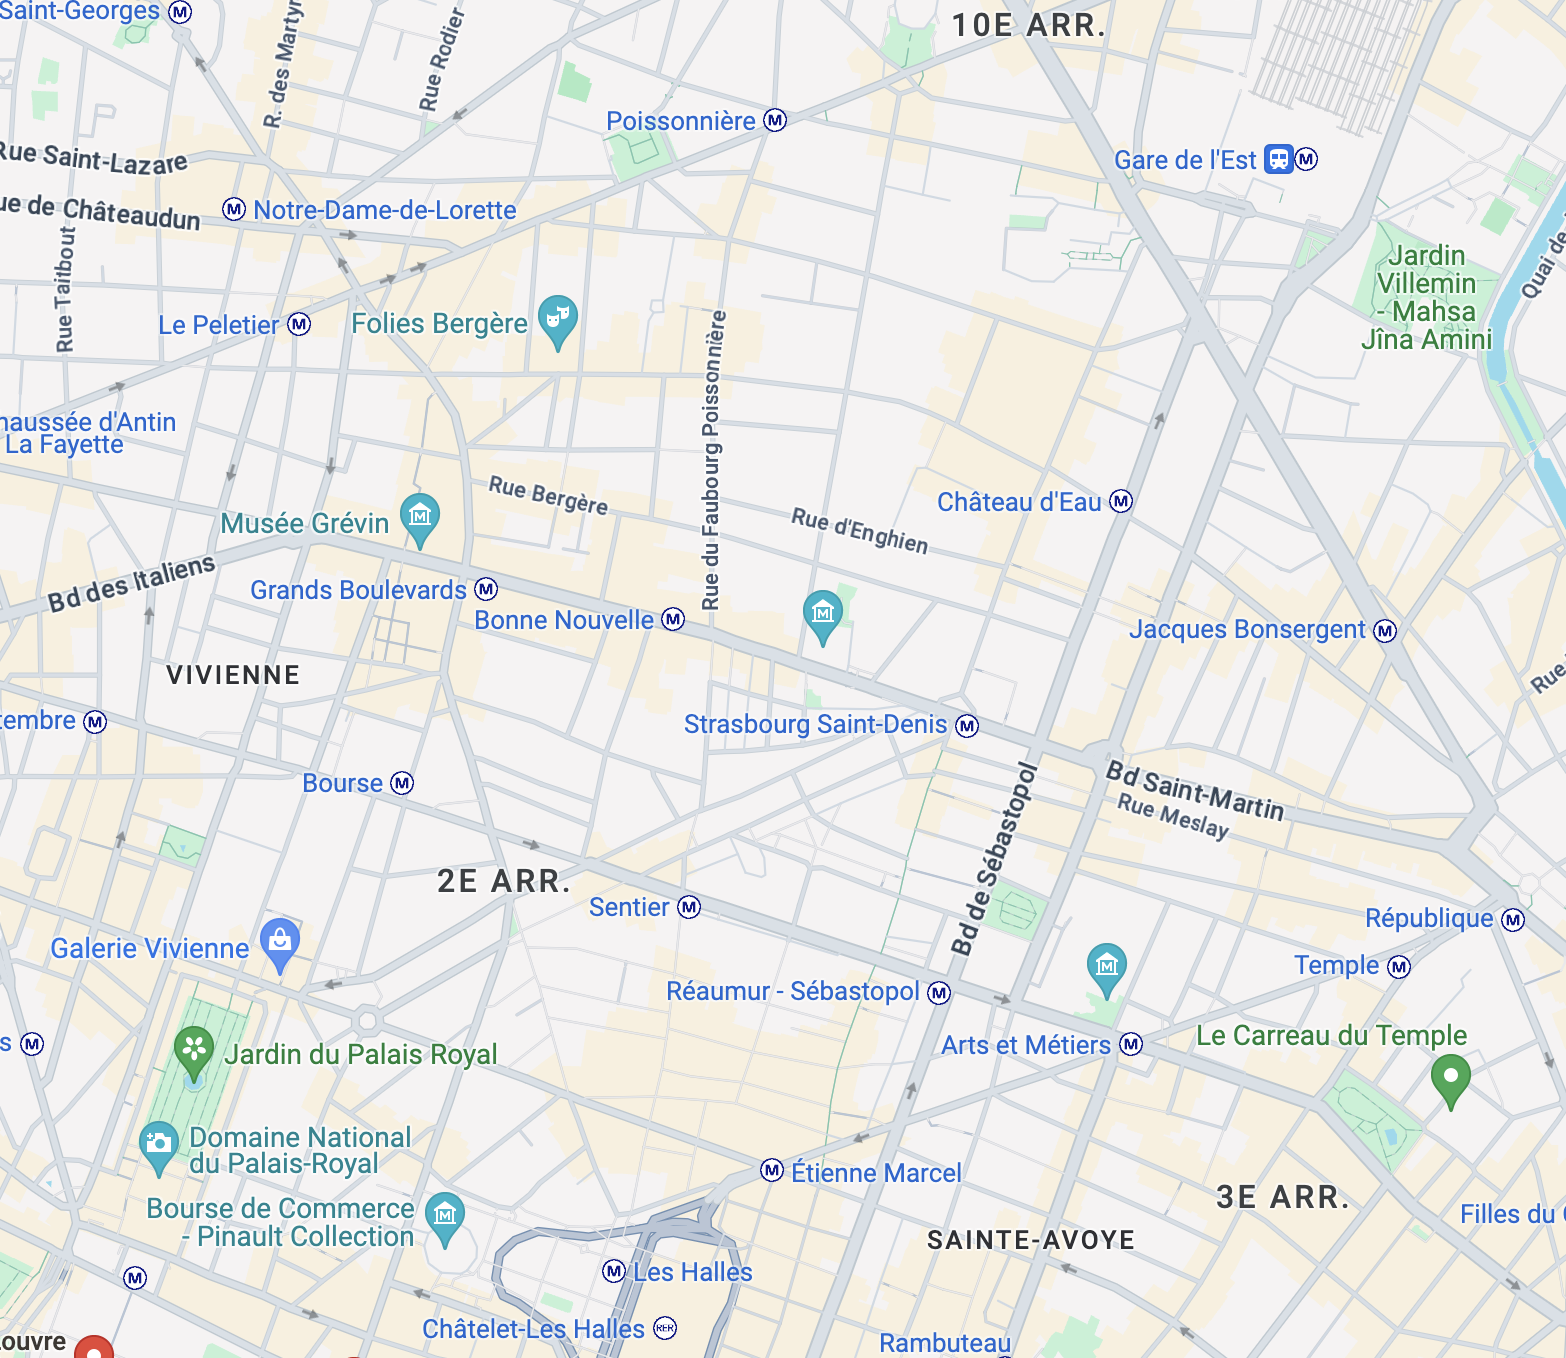 Saint-Georges
10E ARR.
R. des Martyr
Rue Rodier
Poissonnière
Gare de l'Est
Rue Saint-Lazare
ue de Châteaudun
Notre-Dame-de-Lorette
Rue Taitbout
Jardin
Villemin
- Mahsa
Jîna Amini
Quai de
Le Peletier
Folies Bergère
Rue du Faubourg Poissonnière
haussée d'Antin
La Fayette
Rue Bergère
Musée Grévin
Rue d'Enghien
Château d'Eau
Bd des Italiens
Grands Boulevards
Bonne Nouvelle
Jacques Bonsergent
Rue
VIVIENNE
tembre
Strasbourg Saint-Denis
Bourse
Bd Saint-Martin
Rue Meslay
Bd de Sébastopol
2E ARR.
Sentier
République
Galerie Vivienne
Temple
Réaumur - Sébastopol
s
Arts et Métiers
Le Carreau du Temple
Jardin du Palais Royal
Domaine National
du Palais-Royal
Étienne Marcel
3E ARR.
Bourse de Commerce
- Pinault Collection
Filles du
SAINTE-AVOYE
Les Halles
Châtelet-Les Halles
RER
Rambuteau
ouvre